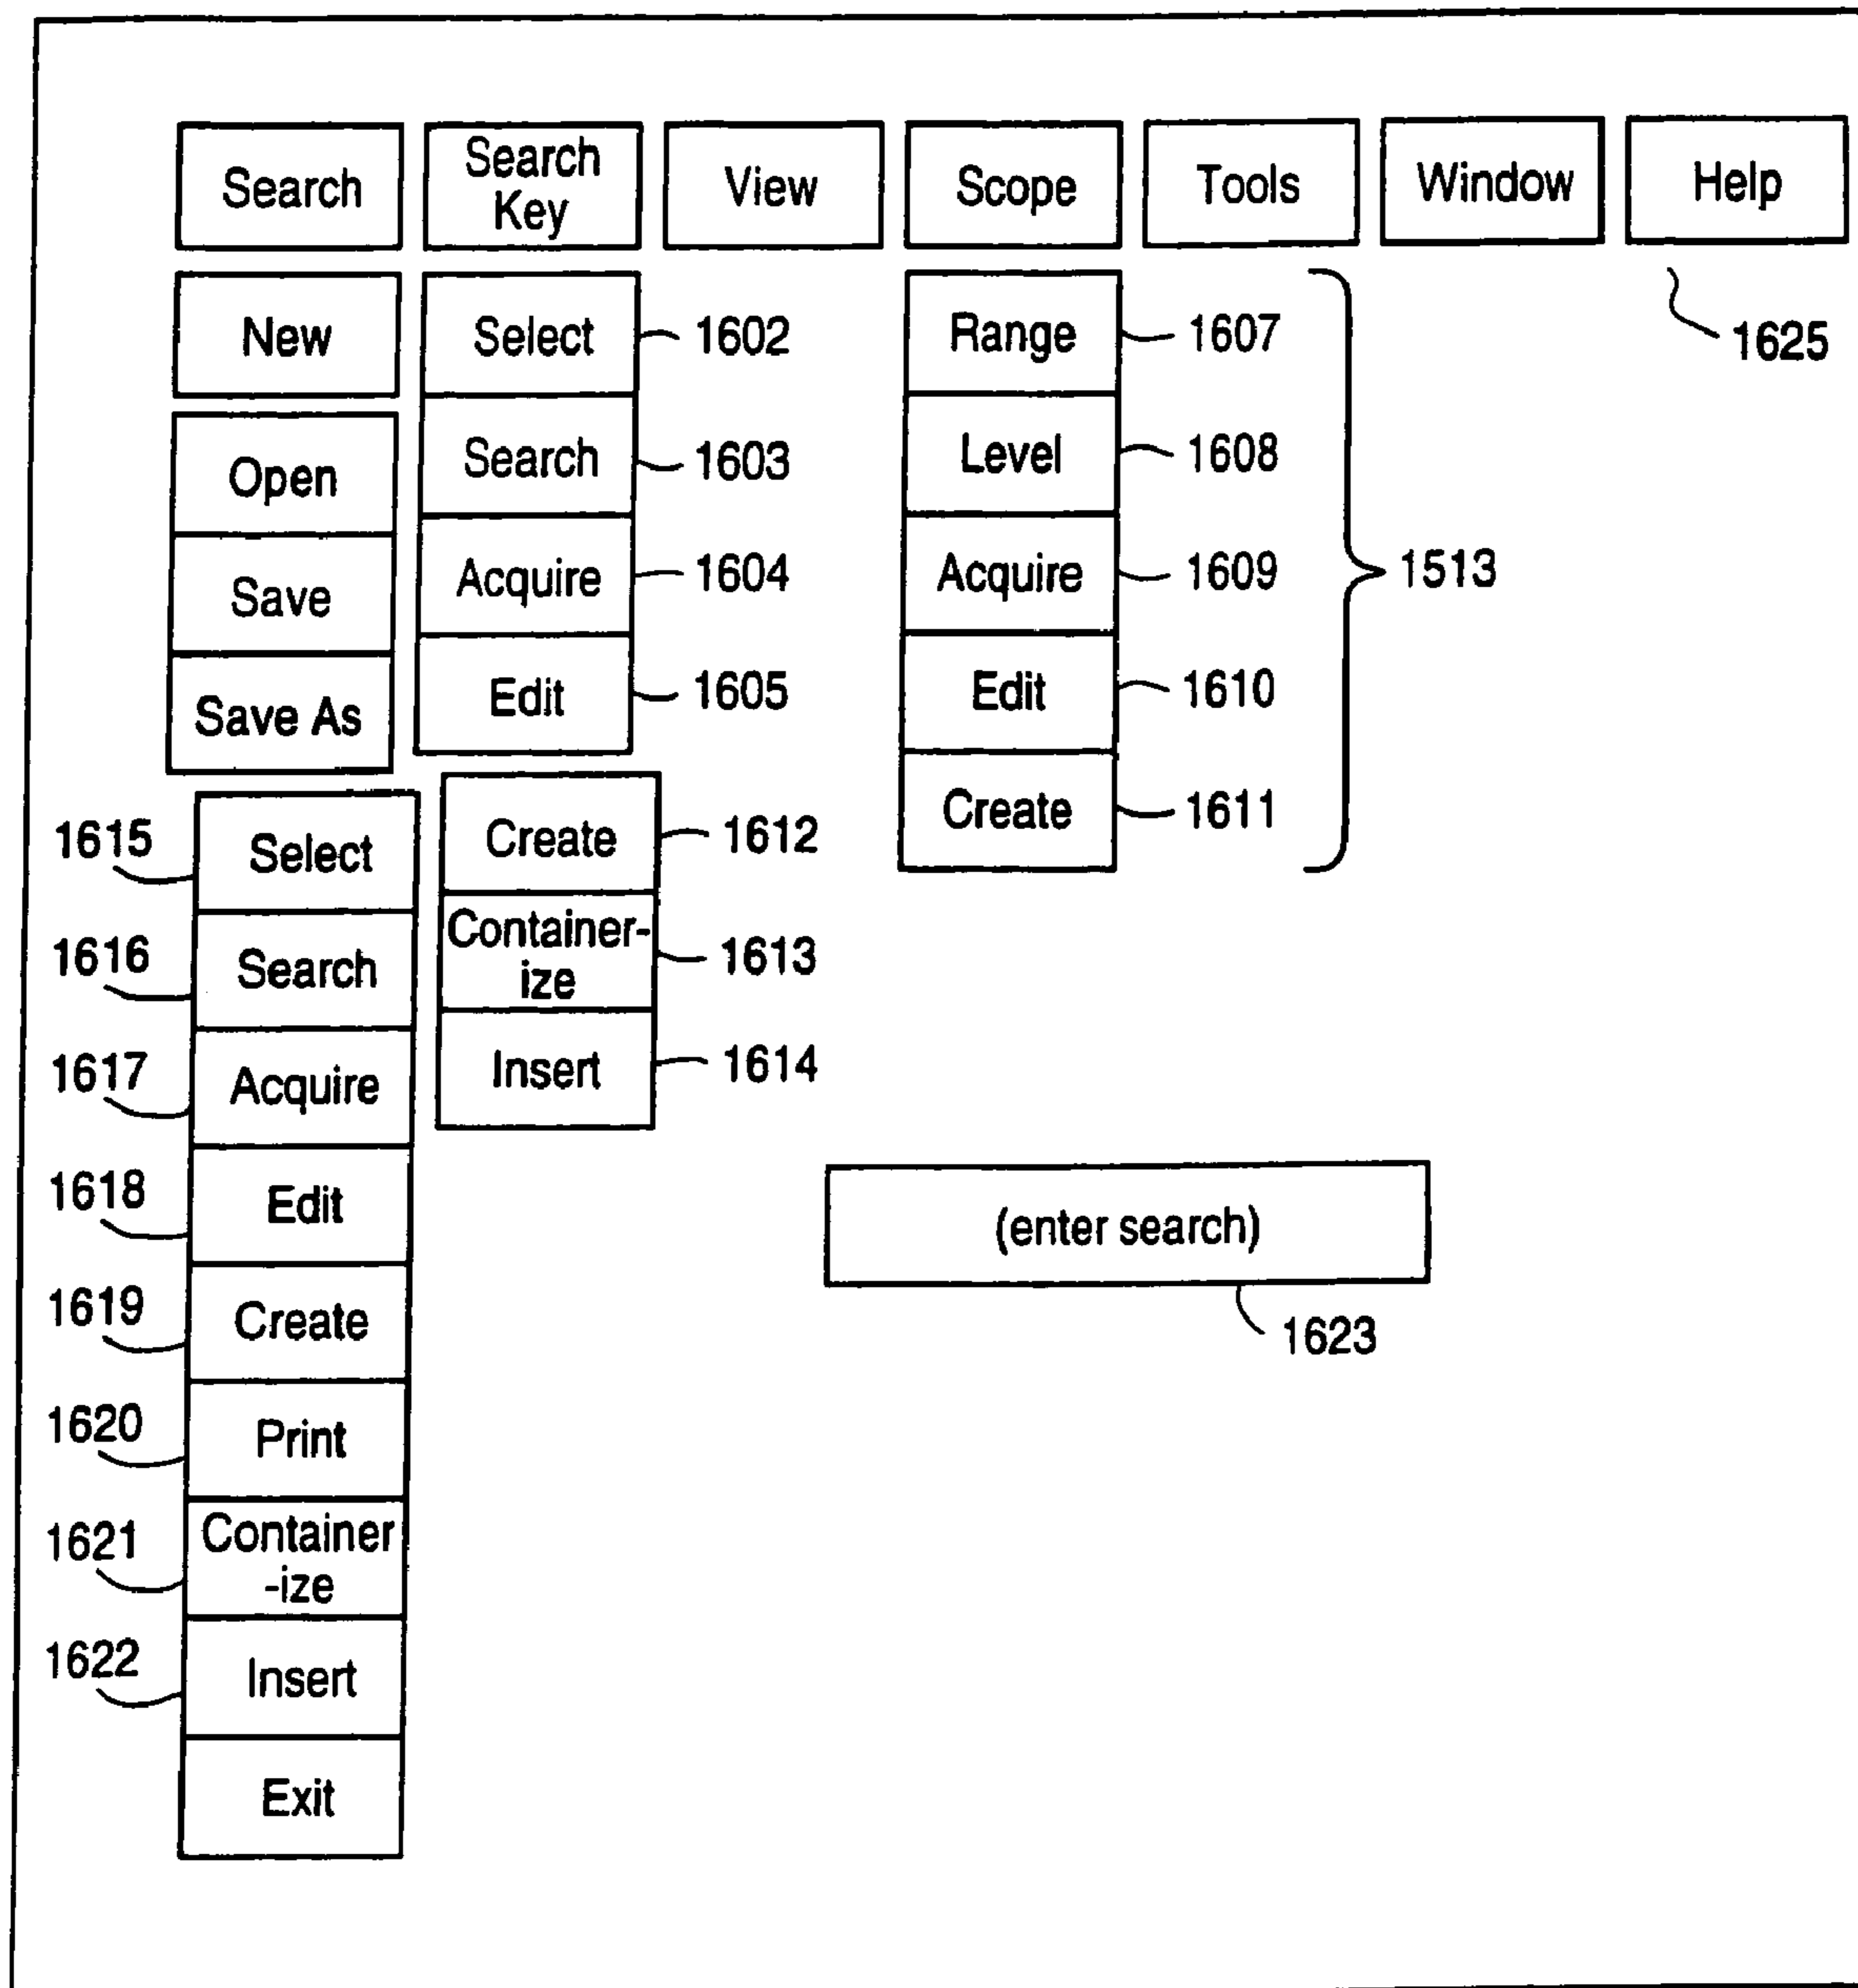 Search
Search
Key
View
Scope
Tools
Window
Help
1625
New
Open
Save
Save As
Select
1602
Search
1603
Acquire
1604
Edit
1605
Range
1607
Level
1608
Acquire
1609
Edit
1610
Create
1611
1513
1615
Select
1616
Search
1617
Acquire
1618
Edit
1619
Create
1620
Print
1621
Container
-ize
1622
Insert
Exit
Create
1612
Container-
ize
1613
Insert
1614
(enter search)
1623